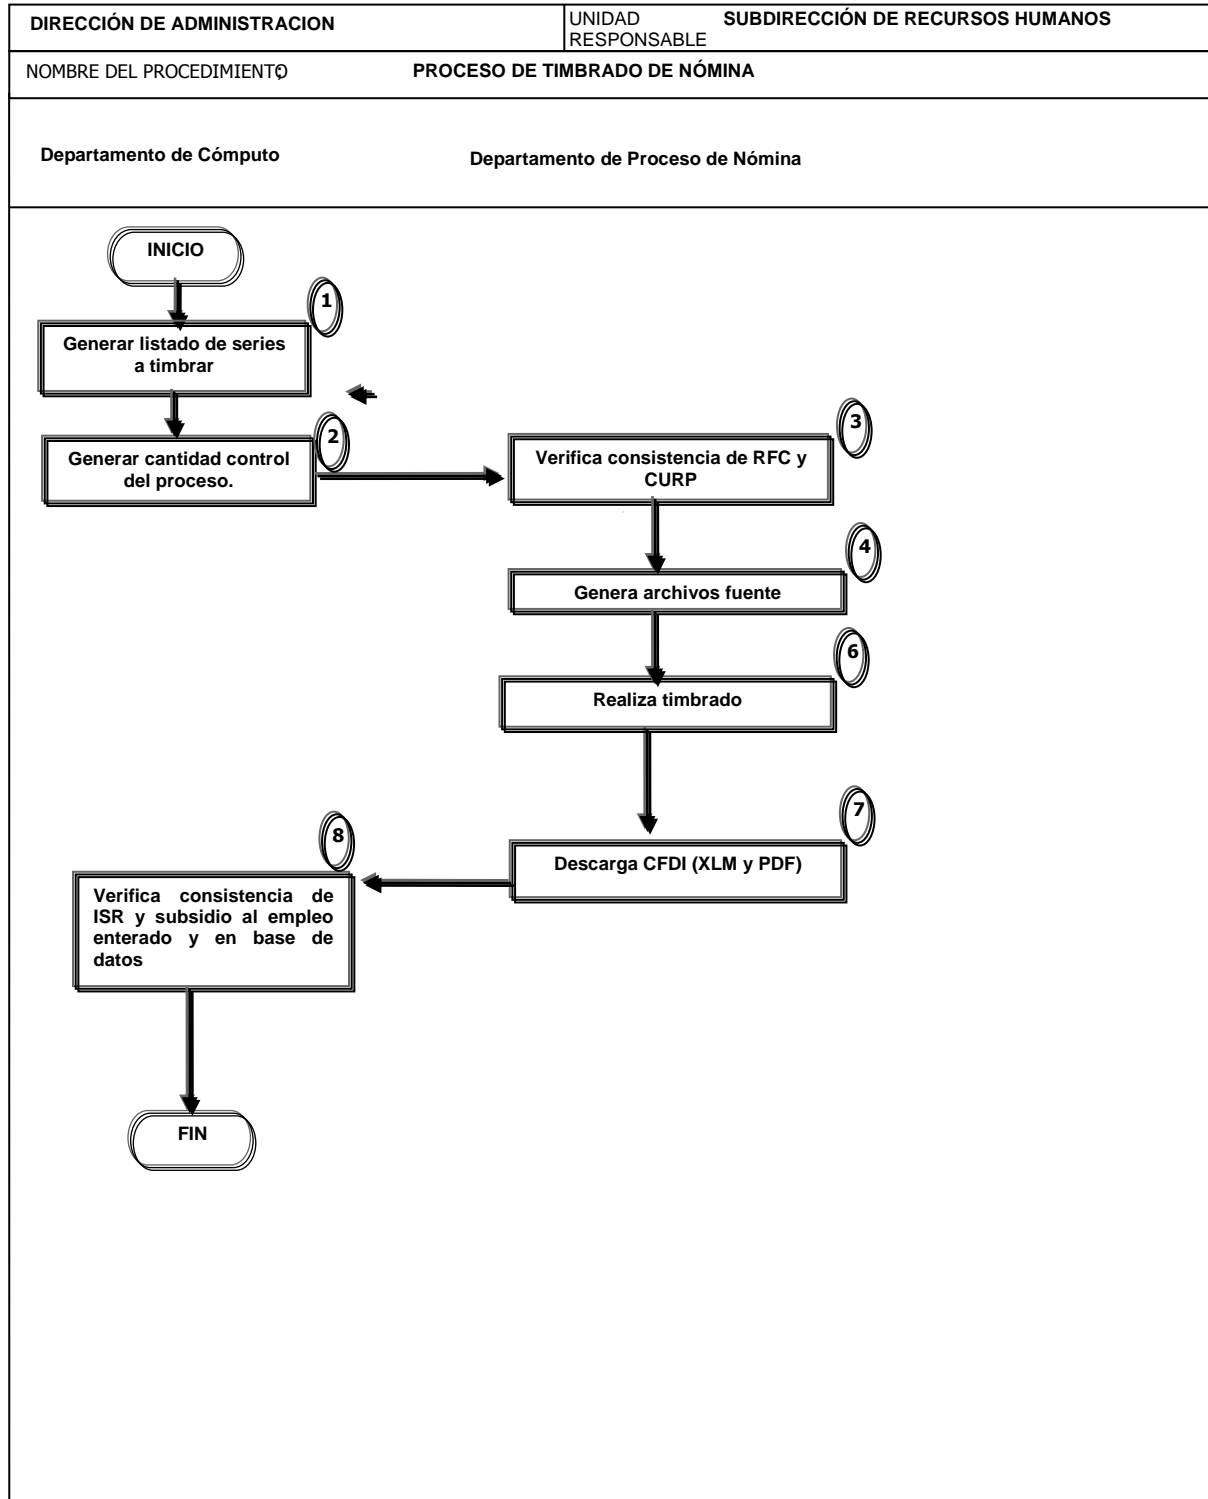 DIRECCIÓN DE ADMINISTRACION
UNIDAD RESPONSABLE
SUBDIRECCIÓN DE RECURSOS HUMANOS
NOMBRE DEL PROCEDIMIENTO:
PROCESO DE TIMBRADO DE NÓMINA
Departamento de Cómputo
Departamento de Proceso de Nómina
INICIO
1
Generar listado de series
a timbrar
2
Generar cantidad control
del proceso.
3
Verifica consistencia de RFC y
CURP
4
Genera archivos fuente
6
Realiza timbrado
7
Descarga CFDI (XLM y PDF)
8
Verifica consistencia de
ISR y subsidio al empleo
enterado y en base de
datos
FIN